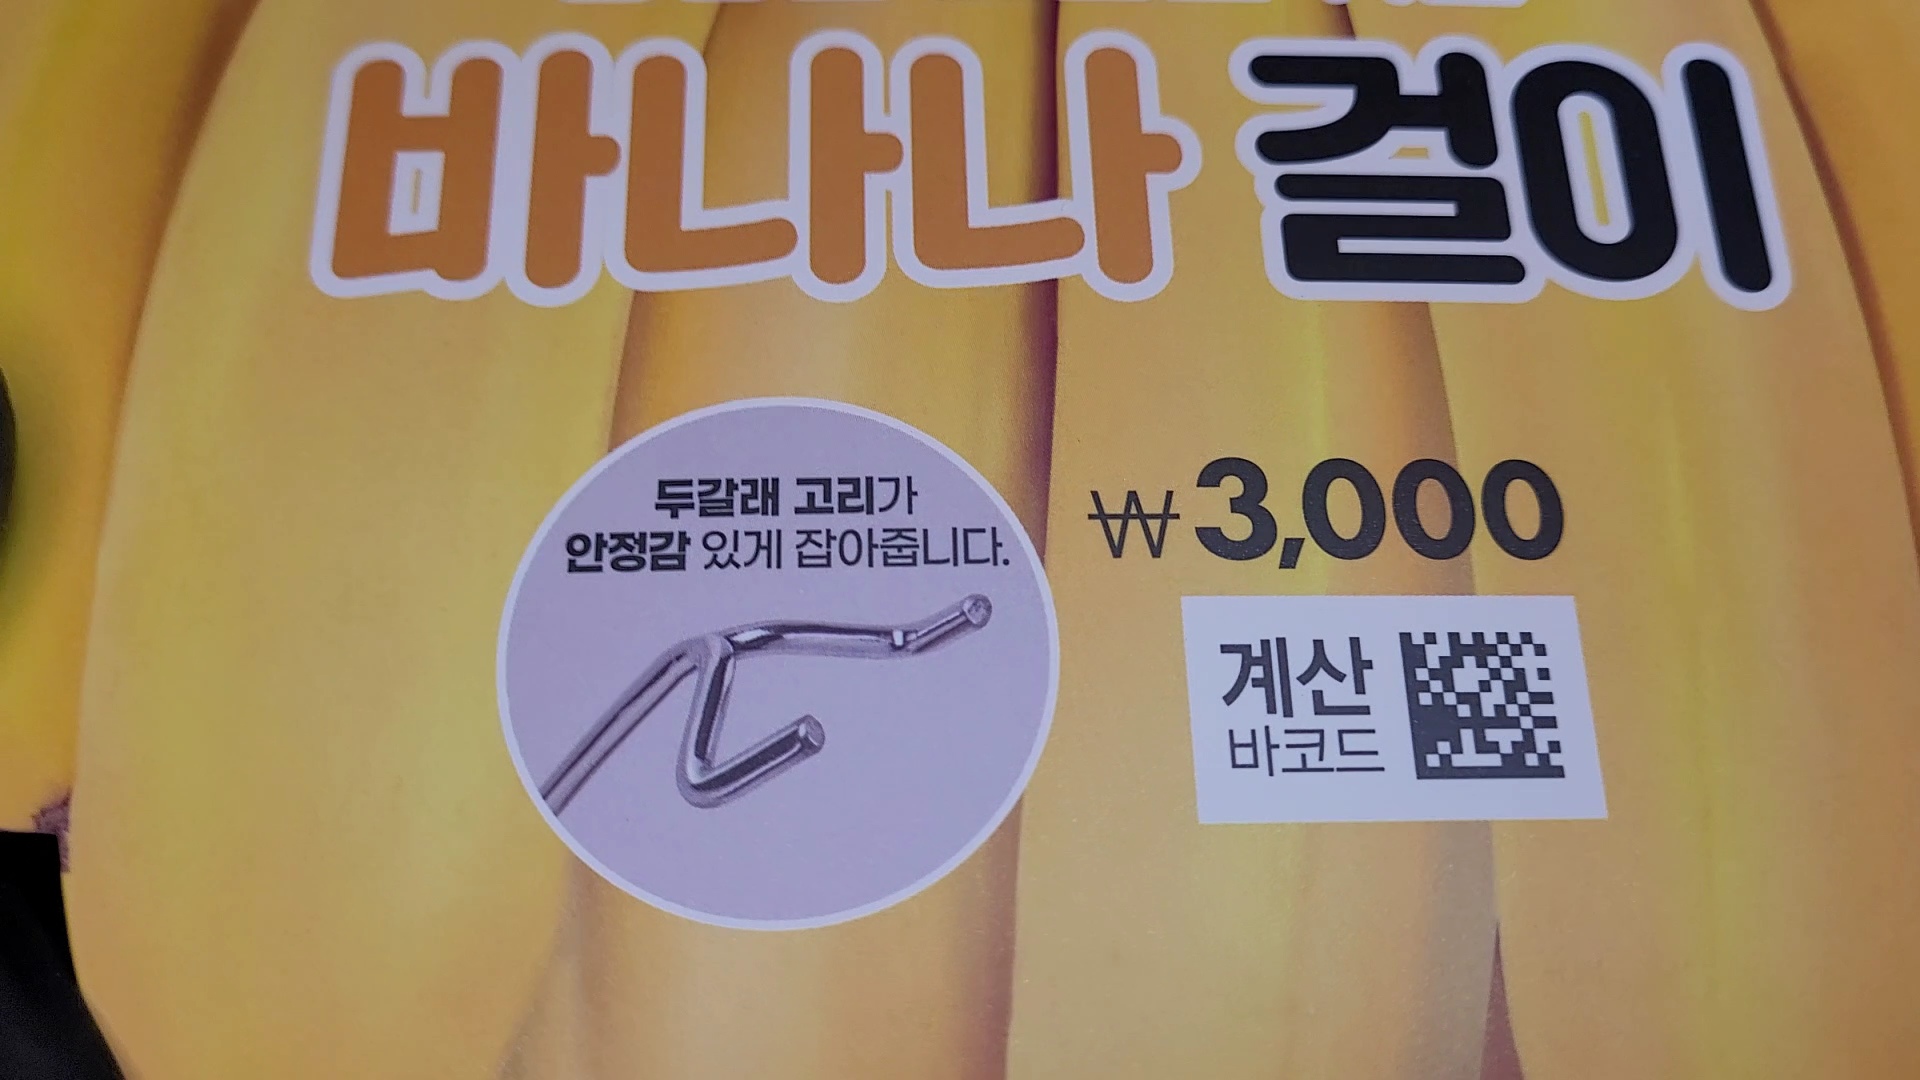 바나나 걸이
두갈래 고리가
안정감 있게 잡아줍니다.
₩3,000
계산
바코드